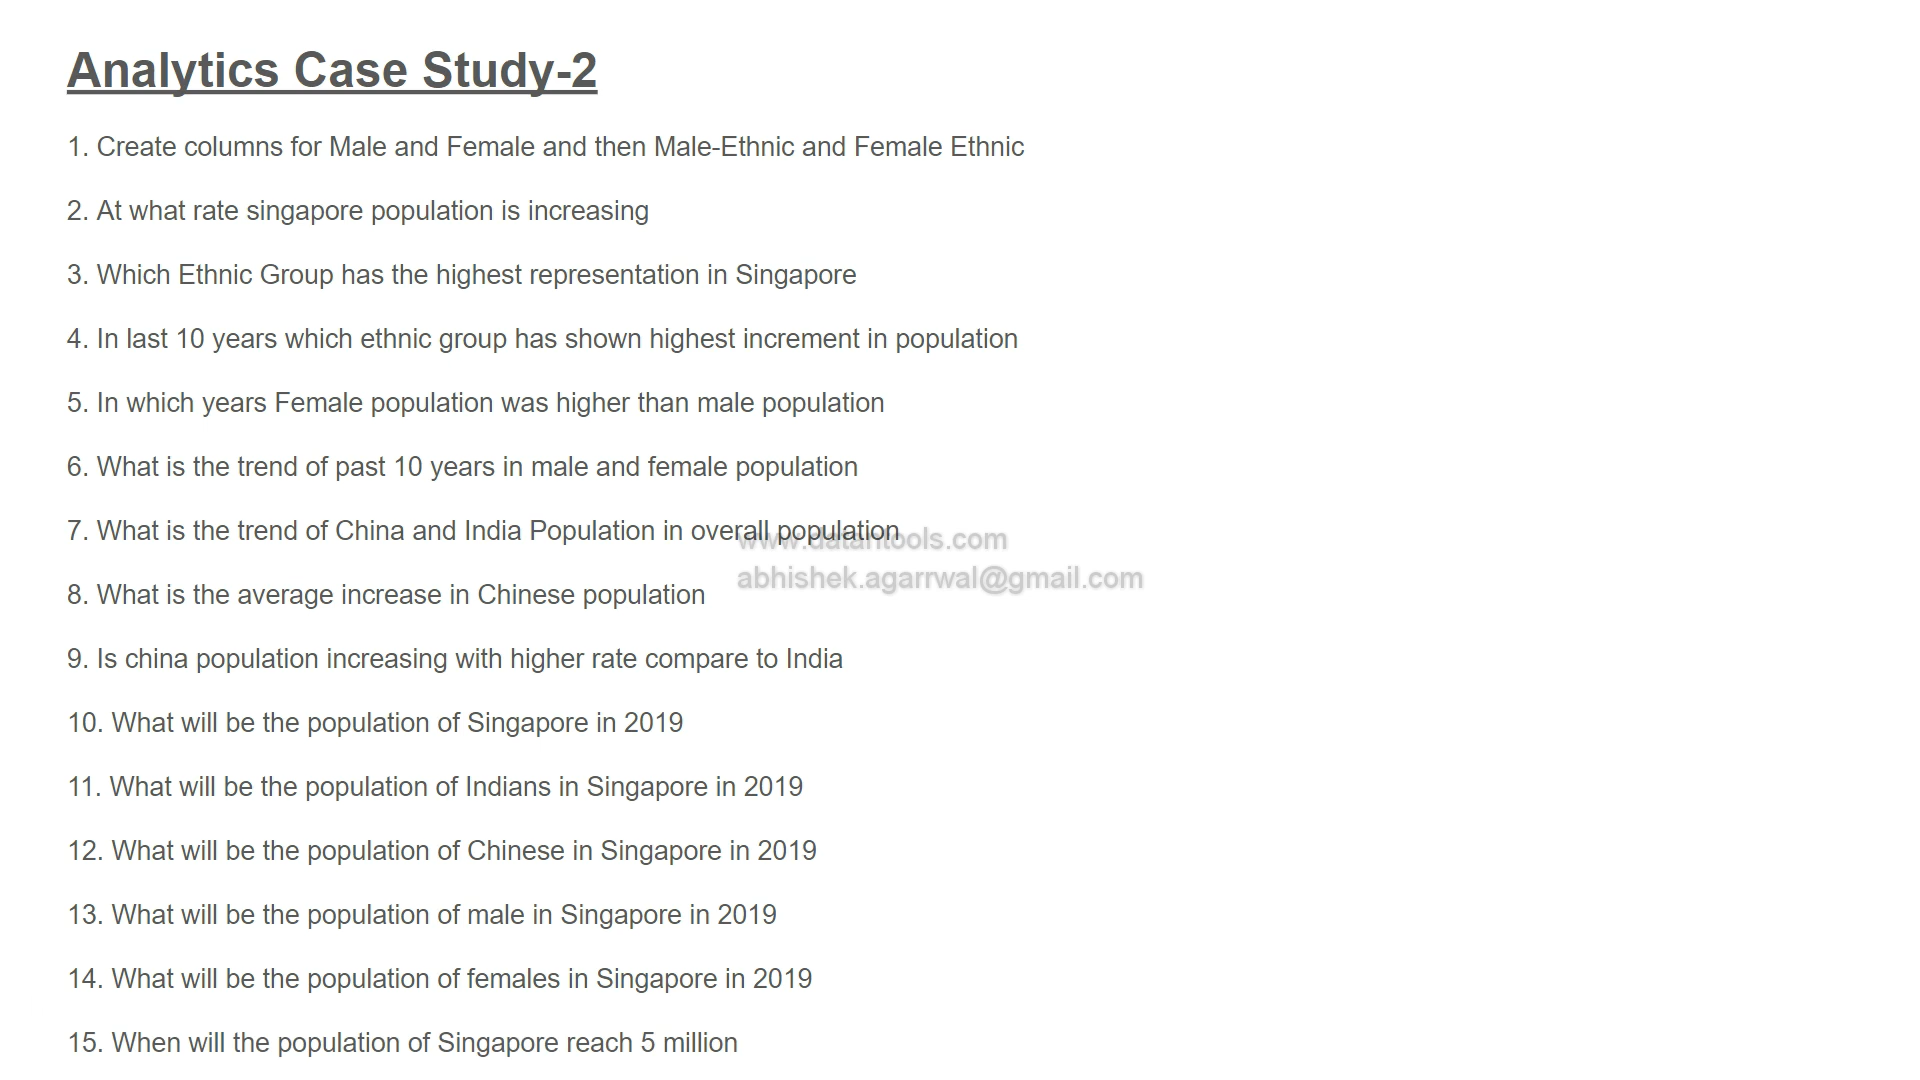 Analytics Case Study-2
1. Create columns for Male and Female and then Male-Ethnic and Female Ethnic
2. At what rate singapore population is increasing
3. Which Ethnic Group has the highest representation in Singapore
4. In last 10 years which ethnic group has shown highest increment in population
5. In which years Female population was higher than male population
6. What is the trend of past 10 years in male and female population
7. What is the trend of China and India Population in overall population
www.datantools.com
abhishek.agarrwal@gmail.com
8. What is the average increase in Chinese population
9. Is china population increasing with higher rate compare to India
10. What will be the population of Singapore in 2019
11. What will be the population of Indians in Singapore in 2019
12. What will be the population of Chinese in Singapore in 2019
13. What will be the population of male in Singapore in 2019
14. What will be the population of females in Singapore in 2019
15. When will the population of Singapore reach 5 million